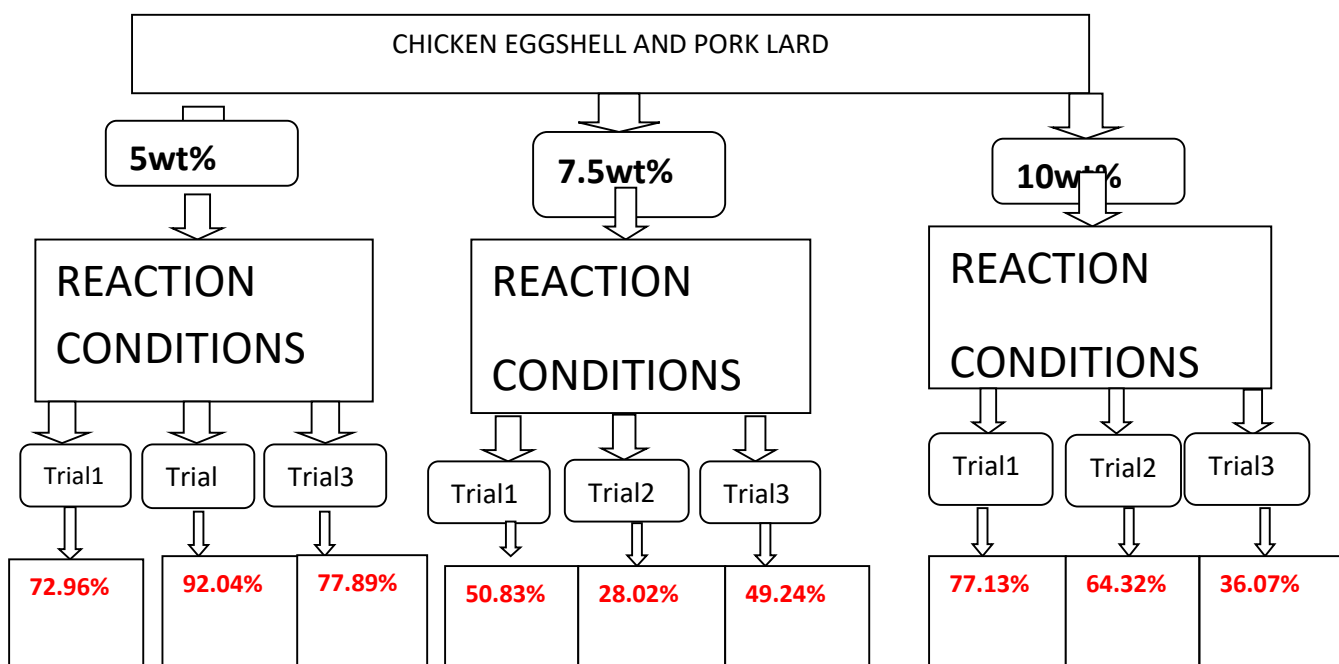 CHICKEN EGGSHELL AND PORK LARD
5wt%
7.5wt%
10wt%
REACTION
CONDITIONS
REACTION
CONDITIONS
REACTION
CONDITIONS
Trial1
Trial
Trial3
Trial1
Trial2
Trial3
Trial1
Trial2
Trial3
72.96%
92.04%
77.89%
50.83%
28.02%
49.24%
77.13%
64.32%
36.07%